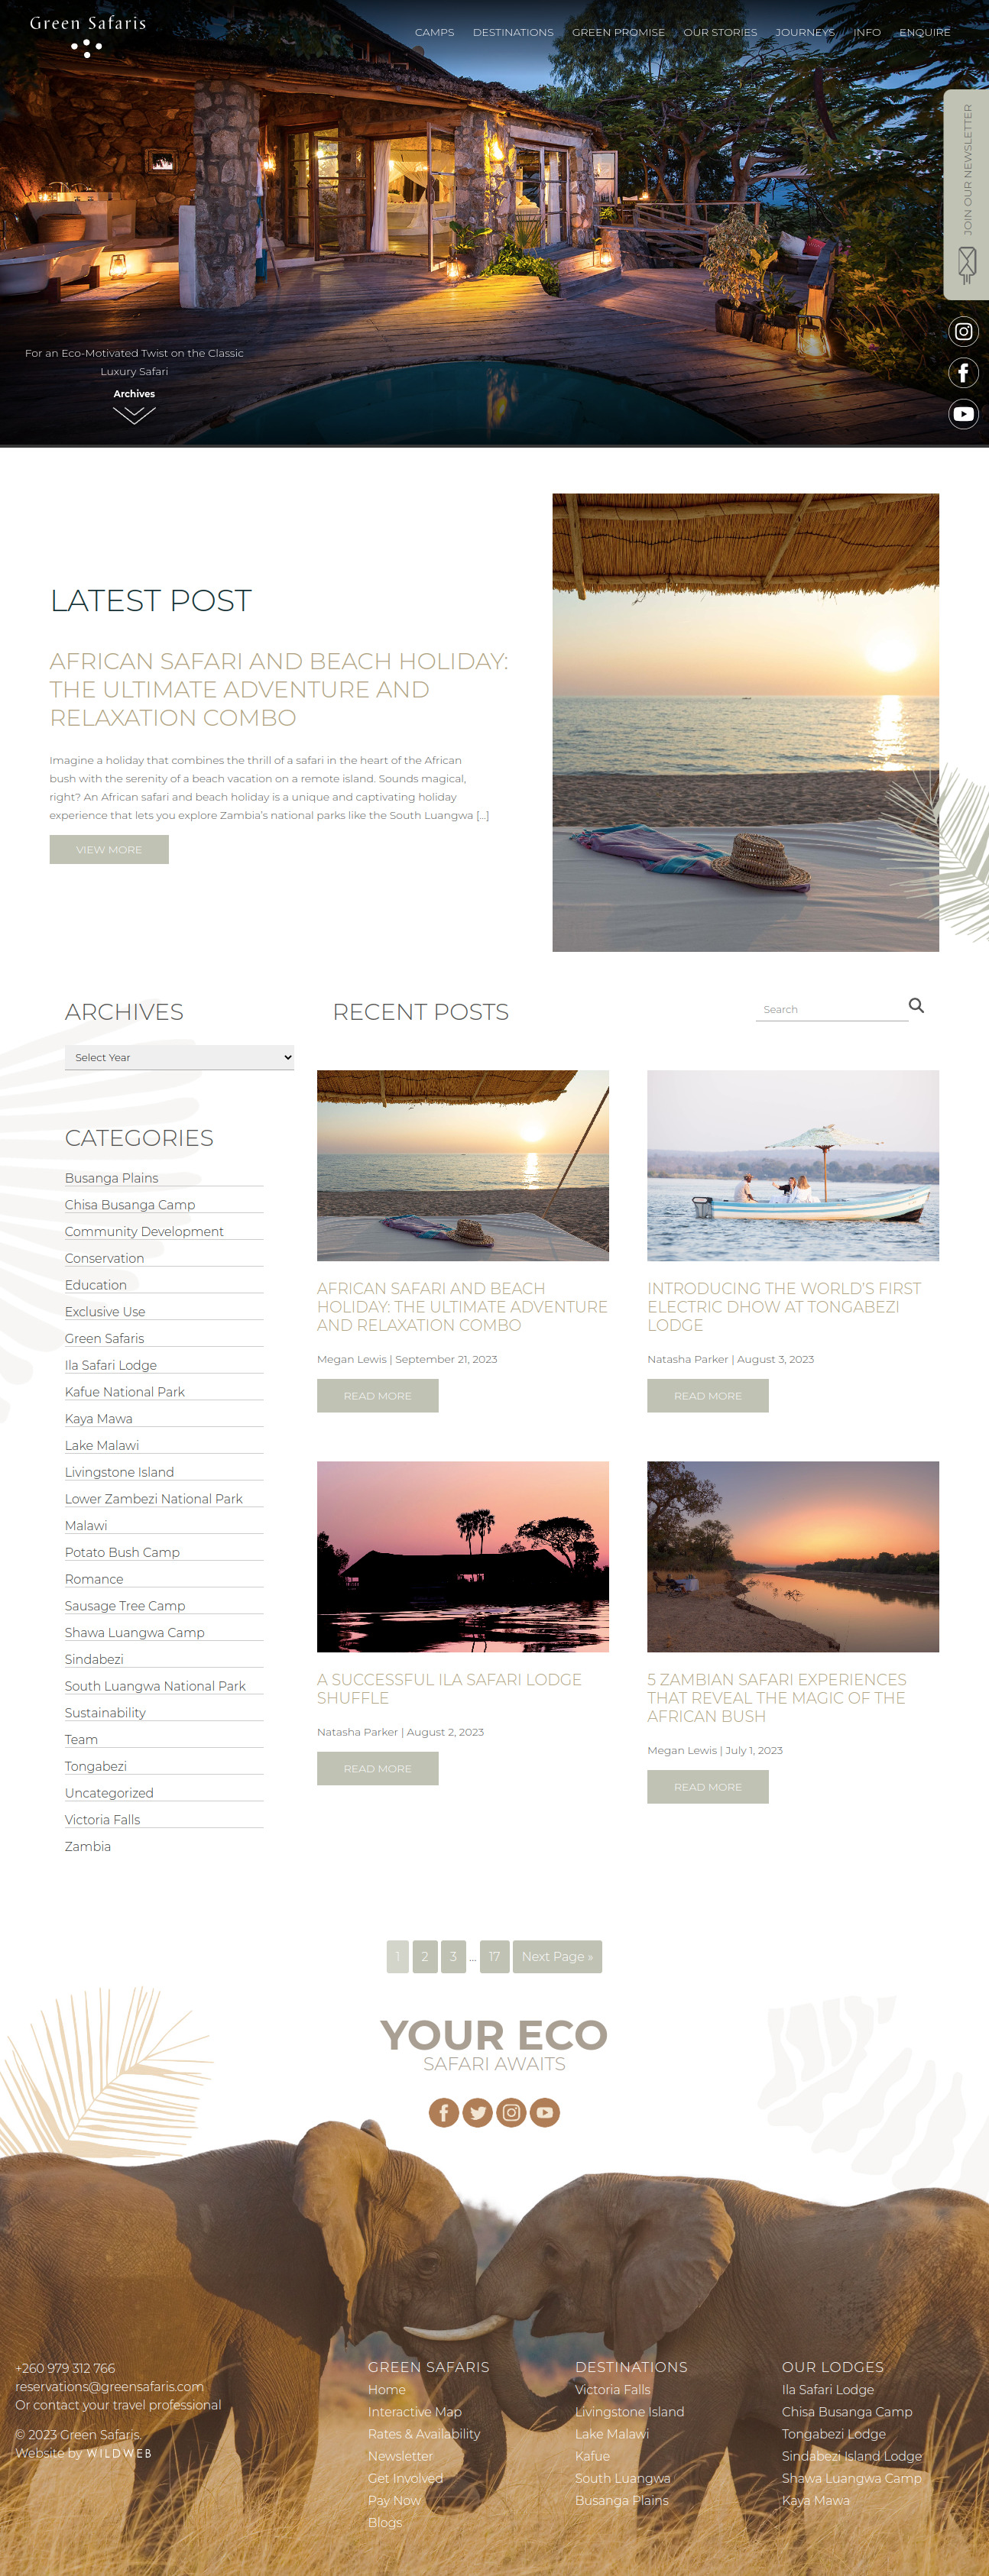 Green Safaris
CAMPS DESTINATIONS GREEN PROMISE OUR STORIES JOURNEYS INFO ENQUIRE
JOIN OUR NEWSLETTER
For an Eco-Motivated Twist on the Classic
Luxury Safari
Archives
LATEST POST
AFRICAN SAFARI AND BEACH HOLIDAY:
THE ULTIMATE ADVENTURE AND
RELAXATION COMBO
Imagine a holiday that combines the thrill of a safari in the heart of the African
bush with the serenity of a beach vacation on a remote island. Sounds magical,
right? An African safari and beach holiday is a unique and captivating holiday
experience that lets you explore Zambia's national parks like the South Luangwa [...]
VIEW MORE
ARCHIVES
Select Year
CATEGORIES
Busanga Plains
Chisa Busanga Camp
Community Development
Conservation
Education
Exclusive Use
Green Safaris
Ila Safari Lodge
Kafue National Park
Kaya Mawa
Lake Malawi
Livingstone Island
Lower Zambezi National Park
Malawi
Potato Bush Camp
Romance
Sausage Tree Camp
Shawa Luangwa Camp
Sindabezi
South Luangwa National Park
Sustainability
Team
Tongabezi
Uncategorized
Victoria Falls
Zambia
RECENT POSTS
Search
AFRICAN SAFARI AND BEACH
HOLIDAY: THE ULTIMATE ADVENTURE
AND RELAXATION COMBO
Megan Lewis | September 21, 2023
READ MORE
INTRODUCING THE WORLD'S FIRST
ELECTRIC DHOW AT TONGABEZI
LODGE
Natasha Parker | August 3, 2023
READ MORE
A SUCCESSFUL ILA SAFARI LODGE
SHUFFLE
Natasha Parker | August 2, 2023
READ MORE
5 ZAMBIAN SAFARI EXPERIENCES
THAT REVEAL THE MAGIC OF THE
AFRICAN BUSH
Megan Lewis | July 1, 2023
READ MORE
1 2 3 ... 17 Next Page »
YOUR ECO
SAFARI AWAITS
+260 979 312 766
reservations@greensafaris.com
Or contact your travel professional
© 2023 Green Safaris.
Website by WILDWEB
GREEN SAFARIS
Home
Interactive Map
Rates & Availability
Newsletter
Get Involved
Pay Now
Blogs
DESTINATIONS
Victoria Falls
Livingstone Island
Lake Malawi
Kafue
South Luangwa
Busanga Plains
OUR LODGES
Ila Safari Lodge
Chisa Busanga Camp
Tongabezi Lodge
Sindabezi Island Lodge
Shawa Luangwa Camp
Kaya Mawa